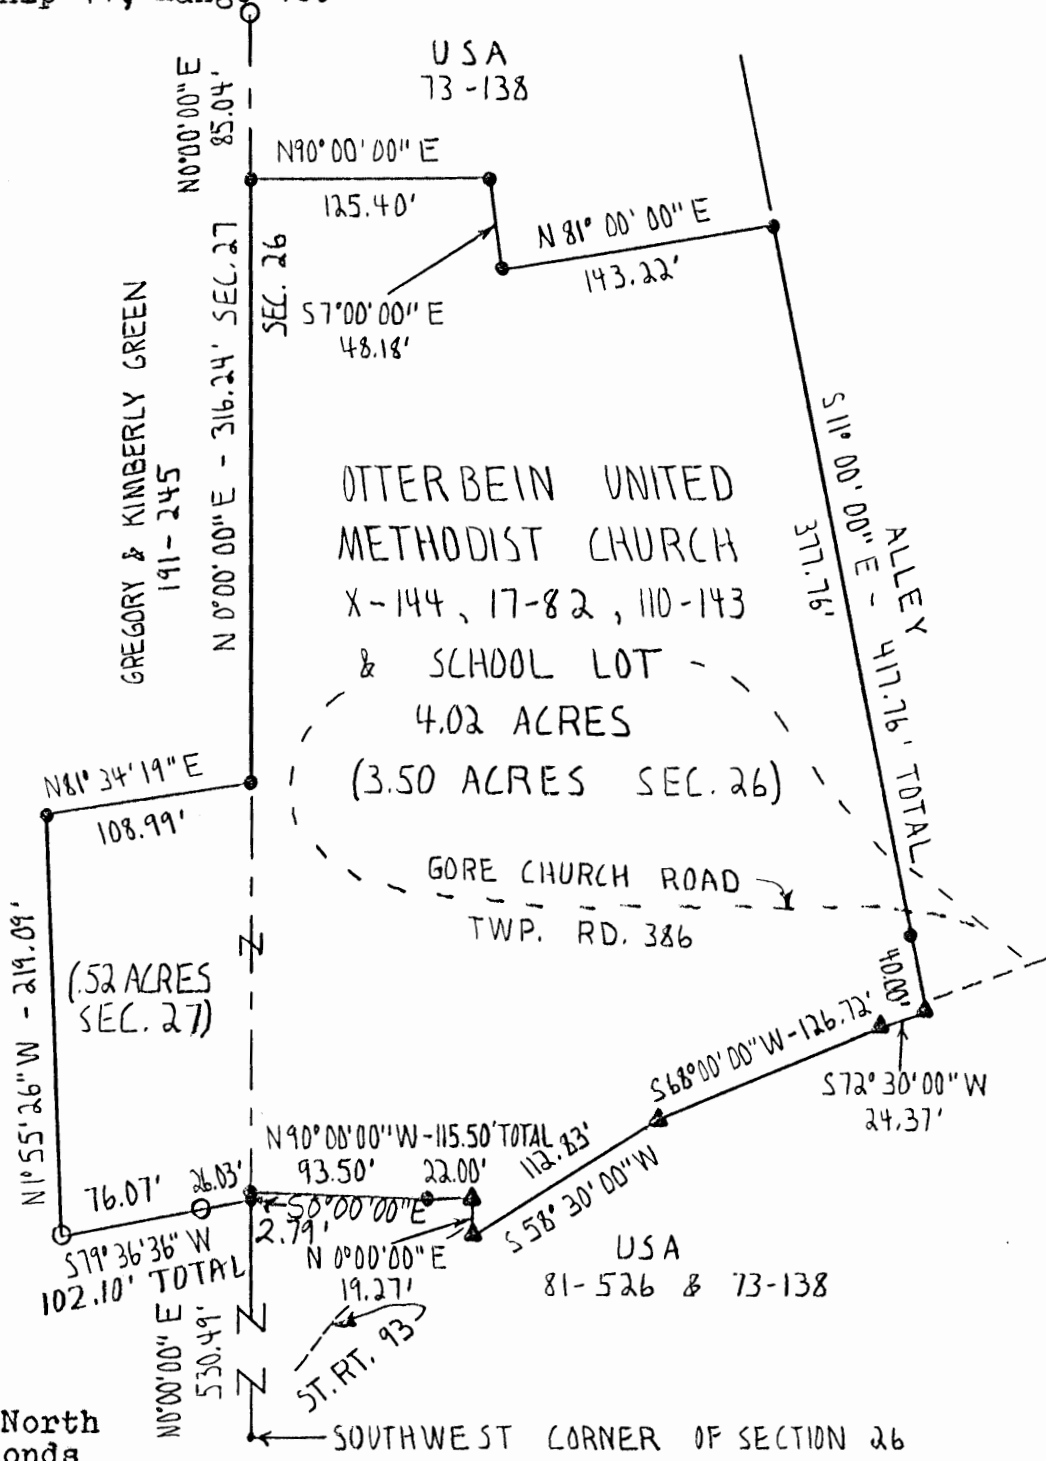 USA
73-138
N0°00'00"E
85.04'
N90°00'00" E
125.40'
N 81° 00' 00" E
143.22'
S7°00'00" E
48.18'
SEC. 26
N 0°00'00"E - 316.24' SEC. 27
GREGORY & KIMBERLY GREEN
191-245
S 11° 00' 00" E - 417.76' TOTAL
377.76'
ALLEY
OTTERBEIN UNITED
METHODIST CHURCH
X-144, 17-82, 110-143
& SCHOOL LOT
4.02 ACRES
(3.50 ACRES SEC. 26)
N81° 34' 19" E
108.99'
GORE CHURCH ROAD
TWP. RD. 386
N1°55'26"W - 219.09'
(.52 ACRES
SEC. 27)
40.00'
S68°00'00"W-126.72'
S72°30'00"W
24.37'
N90°00'00"W-115.50' TOTAL
93.50' 22.00'
112.83'
S 58° 30' 00" W
76.07' 26.03'
S0°00'00"E
2.79'
S79°36'36" W
102.10' TOTAL
N 0°00'00" E
19.27'
USA
81-526 & 73-138
ST. RT. 93
N0°00'00" E
530.49'
North
onds
SOUTHWEST CORNER OF SECTION 26